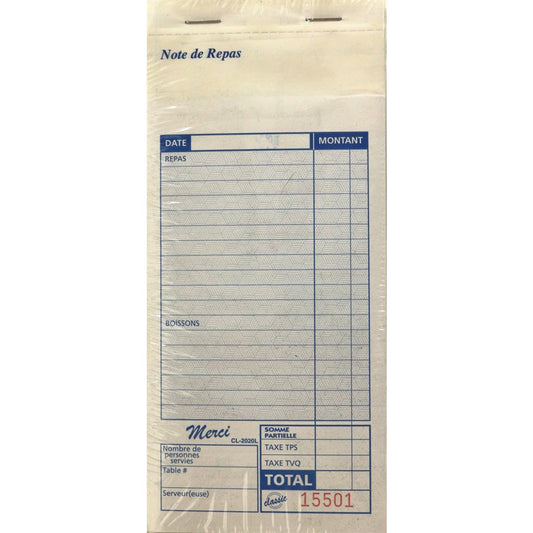 Note de Repas
DATE MONTANT
REPAS
BOISSONS
Merci
CL-2020L
Nombre de
personnes
servies
Table #
Serveur(euse)
SOMME
PARTIELLE
TAXE TPS
TAXE TVQ
TOTAL
classic 15501